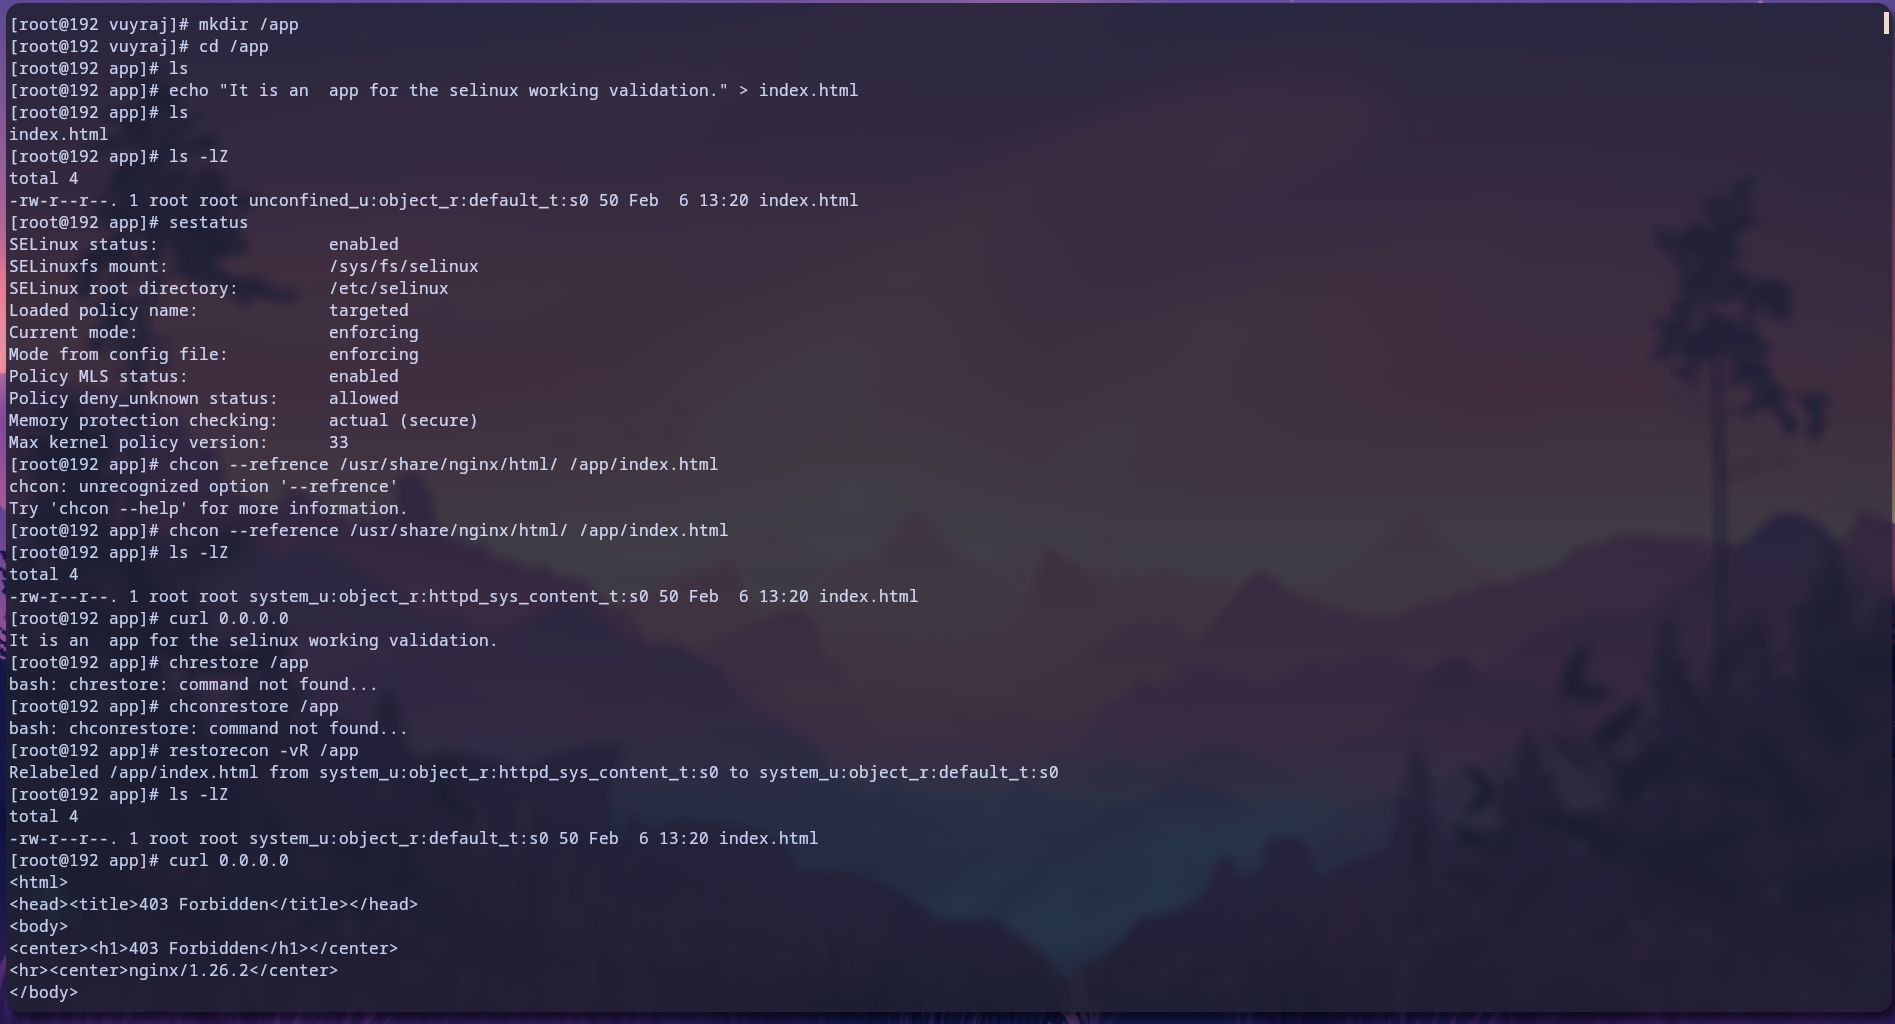 [root@192 vuyraj]# mkdir /app
[root@192 vuyraj]# cd /app
[root@192 app]# ls
[root@192 app]# echo "It is an  app for the selinux working validation." > index.html
[root@192 app]# ls
index.html
[root@192 app]# ls -lZ
total 4
-rw-r--r--. 1 root root unconfined_u:object_r:default_t:s0 50 Feb  6 13:20 index.html
[root@192 app]# sestatus
SELinux status:                 enabled
SELinuxfs mount:                /sys/fs/selinux
SELinux root directory:         /etc/selinux
Loaded policy name:             targeted
Current mode:                   enforcing
Mode from config file:          enforcing
Policy MLS status:              enabled
Policy deny_unknown status:     allowed
Memory protection checking:     actual (secure)
Max kernel policy version:      33
[root@192 app]# chcon --refrence /usr/share/nginx/html/ /app/index.html
chcon: unrecognized option '--refrence'
Try 'chcon --help' for more information.
[root@192 app]# chcon --reference /usr/share/nginx/html/ /app/index.html
[root@192 app]# ls -lZ
total 4
-rw-r--r--. 1 root root system_u:object_r:httpd_sys_content_t:s0 50 Feb  6 13:20 index.html
[root@192 app]# curl 0.0.0.0
It is an  app for the selinux working validation.
[root@192 app]# chrestore /app
bash: chrestore: command not found...
[root@192 app]# chconrestore /app
bash: chconrestore: command not found...
[root@192 app]# restorecon -vR /app
Relabeled /app/index.html from system_u:object_r:httpd_sys_content_t:s0 to system_u:object_r:default_t:s0
[root@192 app]# ls -lZ
total 4
-rw-r--r--. 1 root root system_u:object_r:default_t:s0 50 Feb  6 13:20 index.html
[root@192 app]# curl 0.0.0.0
<html>
<head><title>403 Forbidden</title></head>
<body>
<center><h1>403 Forbidden</h1></center>
<hr><center>nginx/1.26.2</center>
</body>